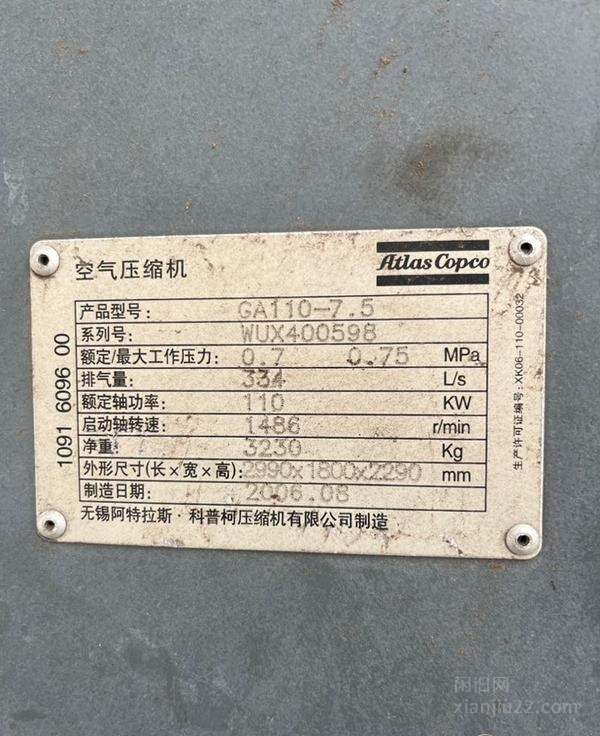 空气压缩机
Atlas Copco
产品型号: GA110-7.5
系列号: WUX400598
额定/最大工作压力: 0.7 0.75 MPa
排气量: 334 L/s
额定轴功率: 110 KW
启动轴转速: 1486 r/min
净重: 3230 Kg
外形尺寸(长×宽×高): 2990x1800x2290 mm
制造日期: 2006.08
无锡阿特拉斯·科普柯压缩机有限公司制造
1091 6096 00
生产许可证编号: XK06-110-00032
闲旧网
xianjiu22.com